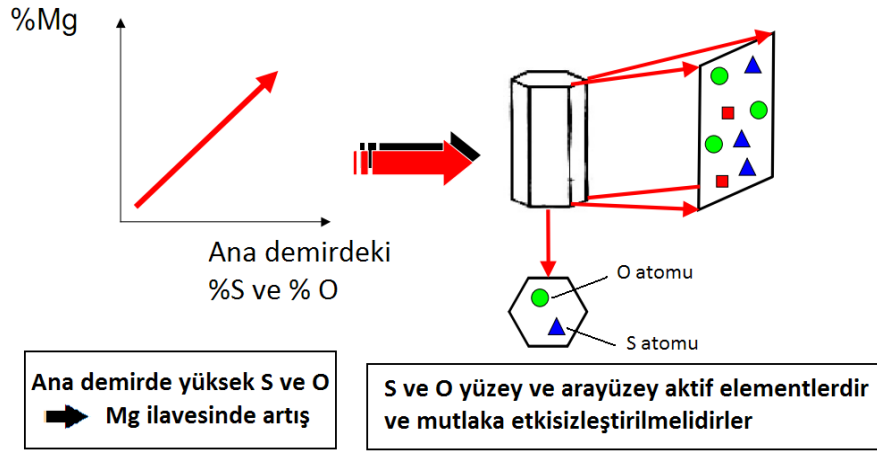 %Mg
Ana demirdeki
%S ve % O
O atomu
S atomu
Ana demirde yüksek S ve O
Mg ilavesinde artış
S ve O yüzey ve arayüzey aktif elementlerdir
ve mutlaka etkisizleştirilmelidirler